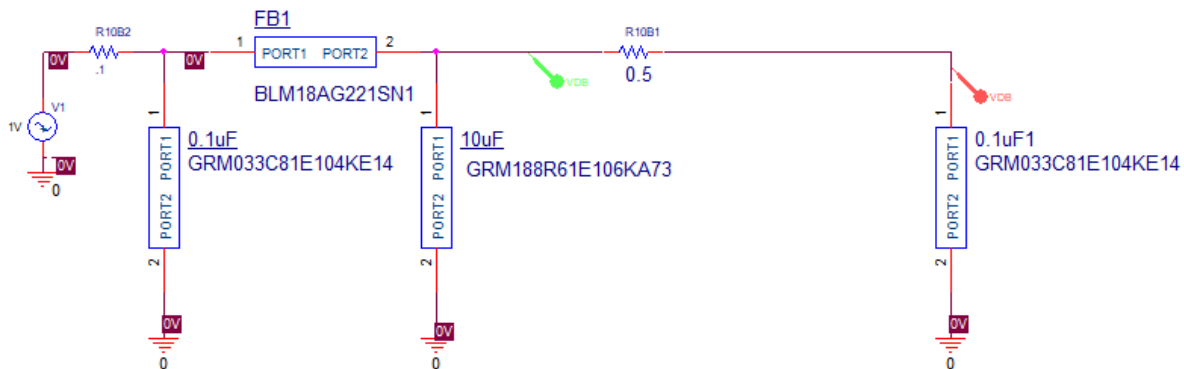 FB1
R10B2
.1
0V
0V
1
PORT1 PORT2
2
R10B1
0.5
VDB
VDB
BLM18AG221SN1
V1
1V
0V
0
1
PORT1
PORT2
2
0.1uF
GRM033C81E104KE14
0V
0
1
PORT1
PORT2
2
10uF
GRM188R61E106KA73
0V
0
1
PORT1
PORT2
2
0.1uF1
GRM033C81E104KE14
0V
0